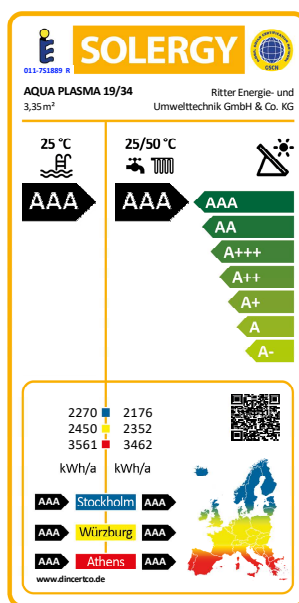 SOLERGY
011-7S1889 R
GSCN
AQUA PLASMA 19/34
3,35 m²
Ritter Energie- und
Umwelttechnik GmbH & Co. KG
25 °C
25/50 °C
AAA
AAA
AAA
AA
A+++
A++
A+
A
A-
2270 2176
2450 2352
3561 3462
kWh/a kWh/a
AAA Stockholm AAA
AAA Würzburg AAA
AAA Athens AAA
www.dincertco.de